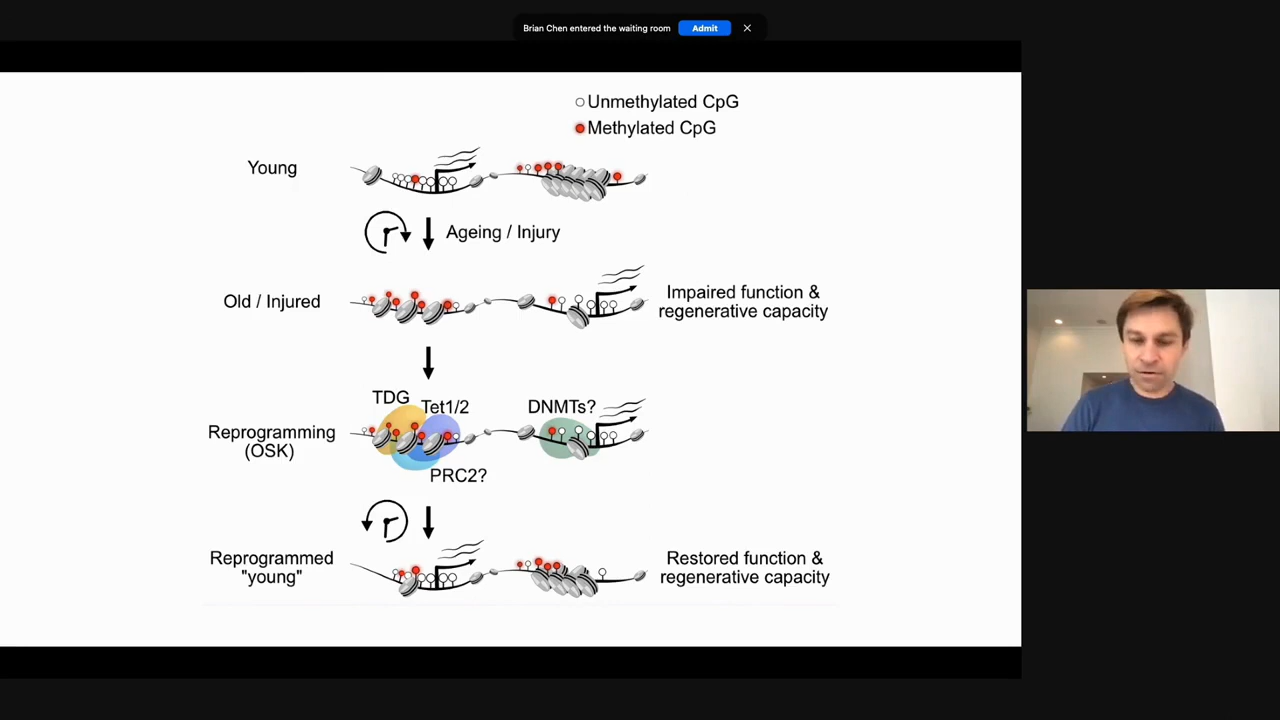 Brian Chen entered the waiting room Admit
Unmethylated CpG
Methylated CpG
Young
Ageing / Injury
Old / Injured
Impaired function &
regenerative capacity
TDG
Tet1/2
DNMTs?
Reprogramming
(OSK)
PRC2?
Reprogrammed
"young"
Restored function &
regenerative capacity